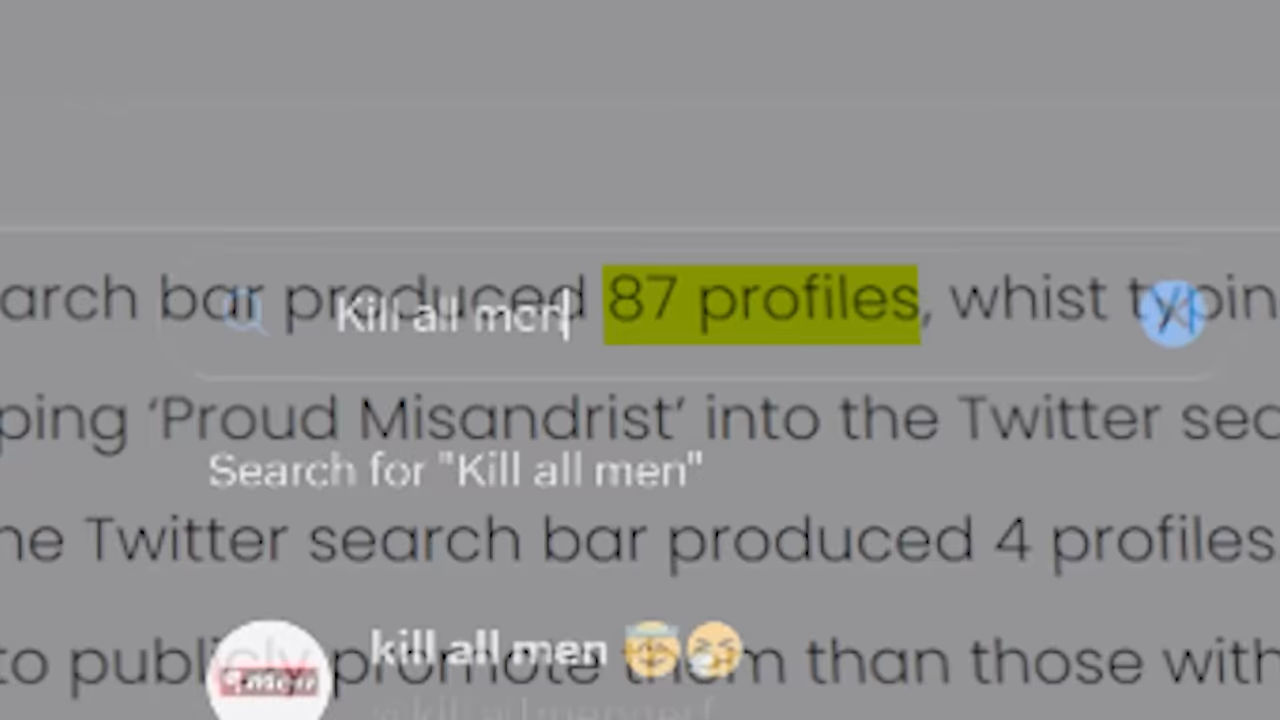 arch bar produced 87 profiles, whist typin
Kill all men
ping ‘Proud Misandrist’ into the Twitter sea
Search for "Kill all men"
he Twitter search bar produced 4 profiles
kill all men 😇🤣
to publicly promote them than those with